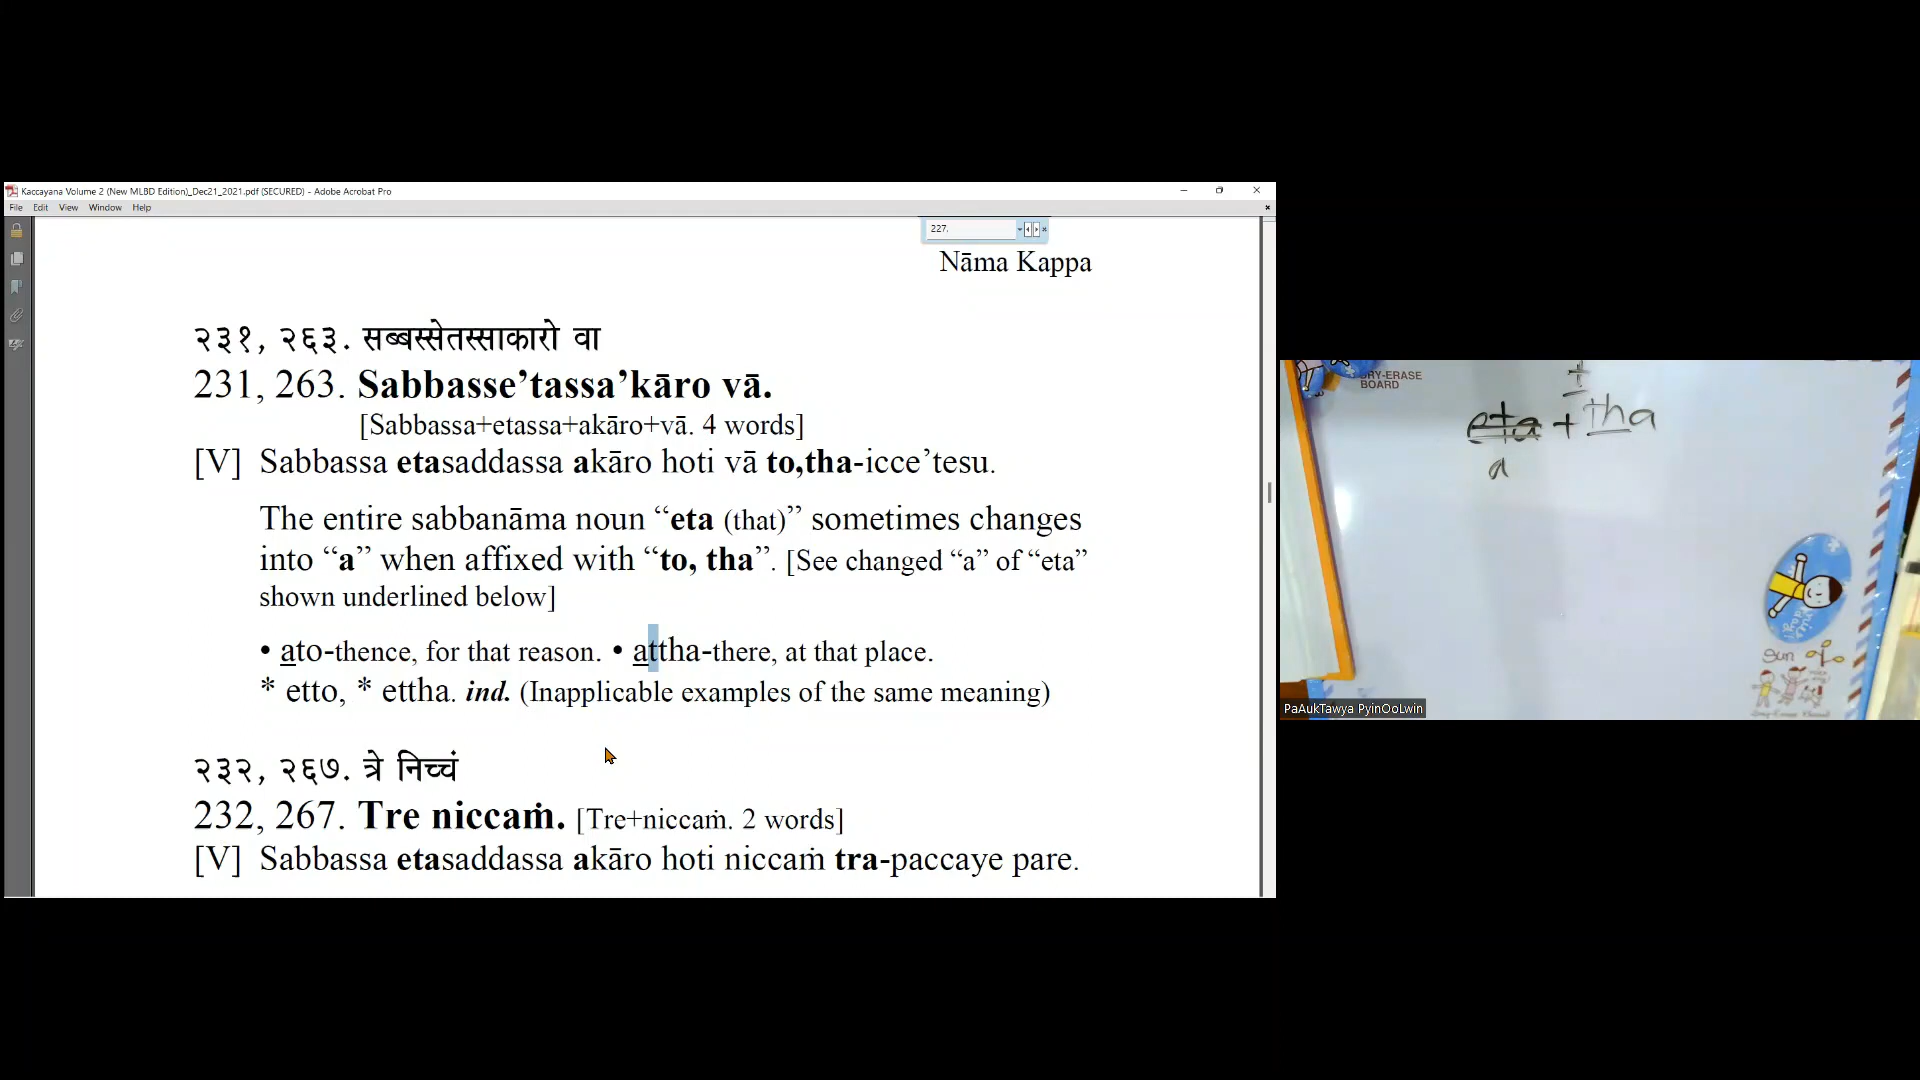 Kaccayana Volume 2 (New MLBD Edition)_Dec21_2021.pdf (SECURED) - Adobe Acrobat Pro
File Edit View Window Help
227.
Nāma Kappa
२३१, २६३. सब्बस्सेतस्साकारो वा
231, 263. Sabbasse’tassa’kāro vā.
[Sabbassa+etassa+akāro+vā. 4 words]
[V] Sabbassa etasaddassa akāro hoti vā to,tha-icce’tesu.
The entire sabbanāma noun “eta (that)” sometimes changes
into “a” when affixed with “to, tha”. [See changed “a” of “eta”
shown underlined below]
• ato-thence, for that reason. • attha-there, at that place.
* etto, * ettha. ind. (Inapplicable examples of the same meaning)
२३२, २६७. त्रे निच्चं
232, 267. Tre niccaṁ. [Tre+niccaṁ. 2 words]
[V] Sabbassa etasaddassa akāro hoti niccaṁ tra-paccaye pare.
DRY-ERASE
BOARD
t
eta + tha
a
Sun
PaAukTawya PyinOoLwin